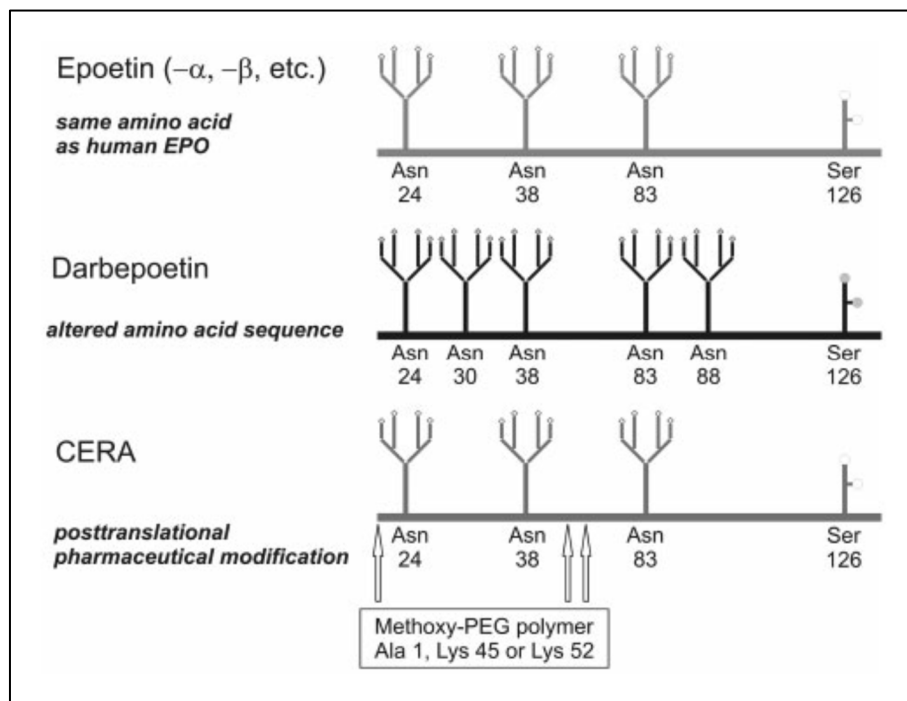 Epoetin (–α, –β, etc.)
same amino acid
as human EPO
Asn Asn Asn Ser
24 38 83 126
Darbepoetin
altered amino acid sequence
Asn Asn Asn Asn Asn Ser
24 30 38 83 88 126
CERA
posttranslational
pharmaceutical modification
Asn Asn Asn Ser
24 38 83 126
Methoxy-PEG polymer
Ala 1, Lys 45 or Lys 52